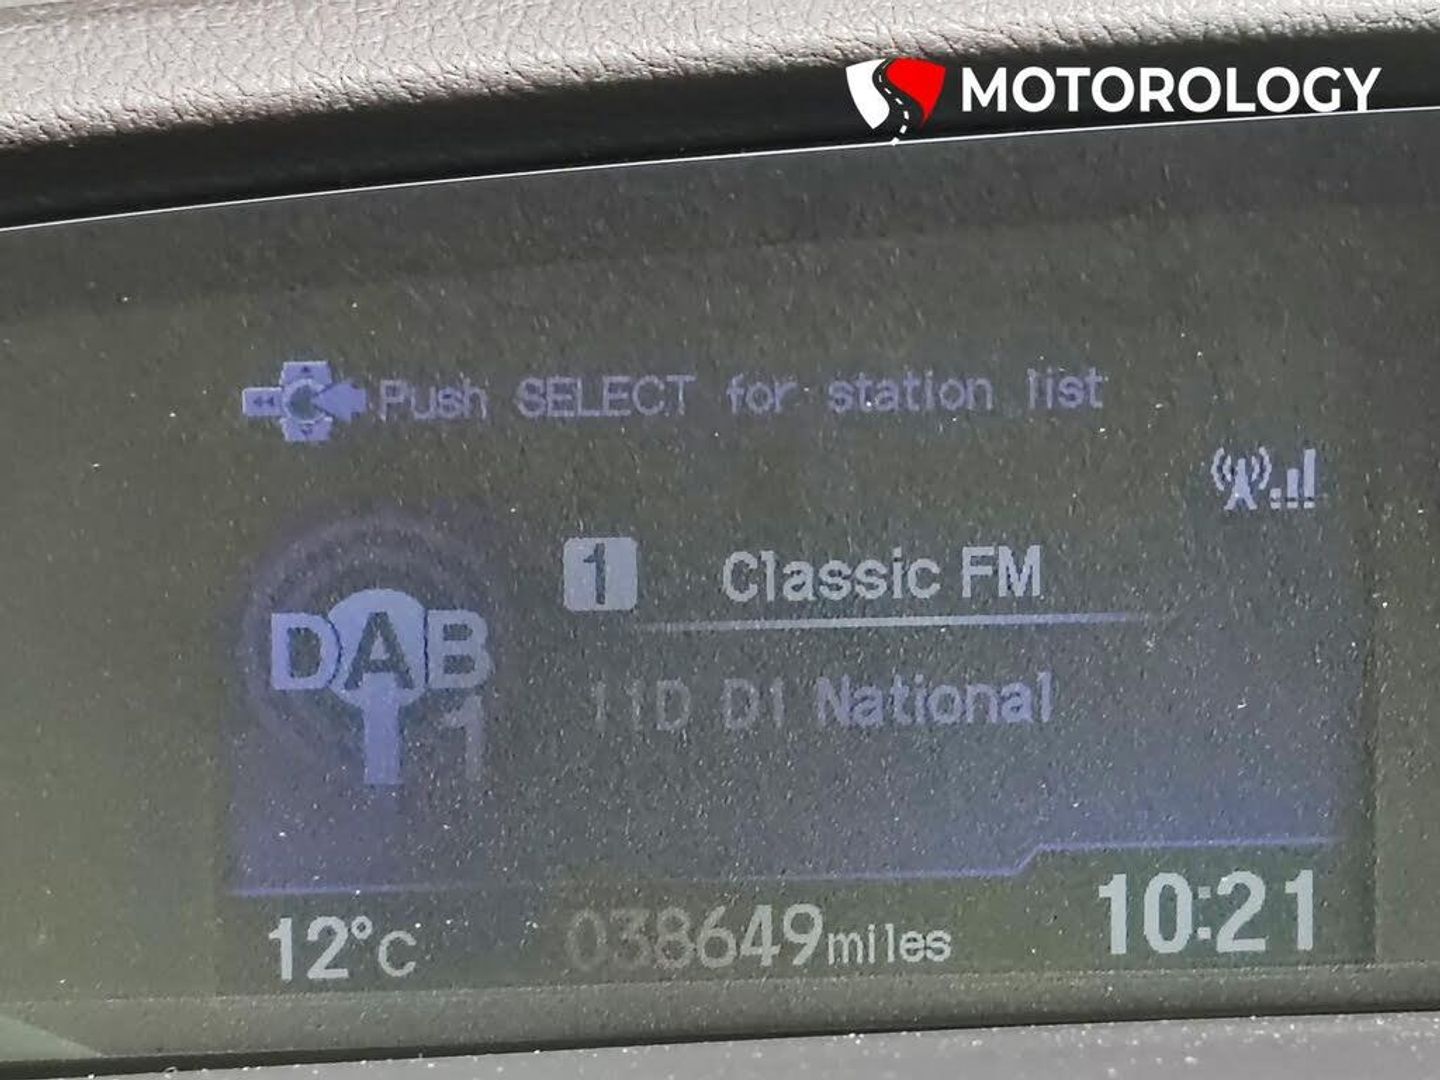 MOTOROLOGY
Push SELECT for station list
1 Classic FM
DAB
1
11D D1 National
12°C 038649miles 10:21